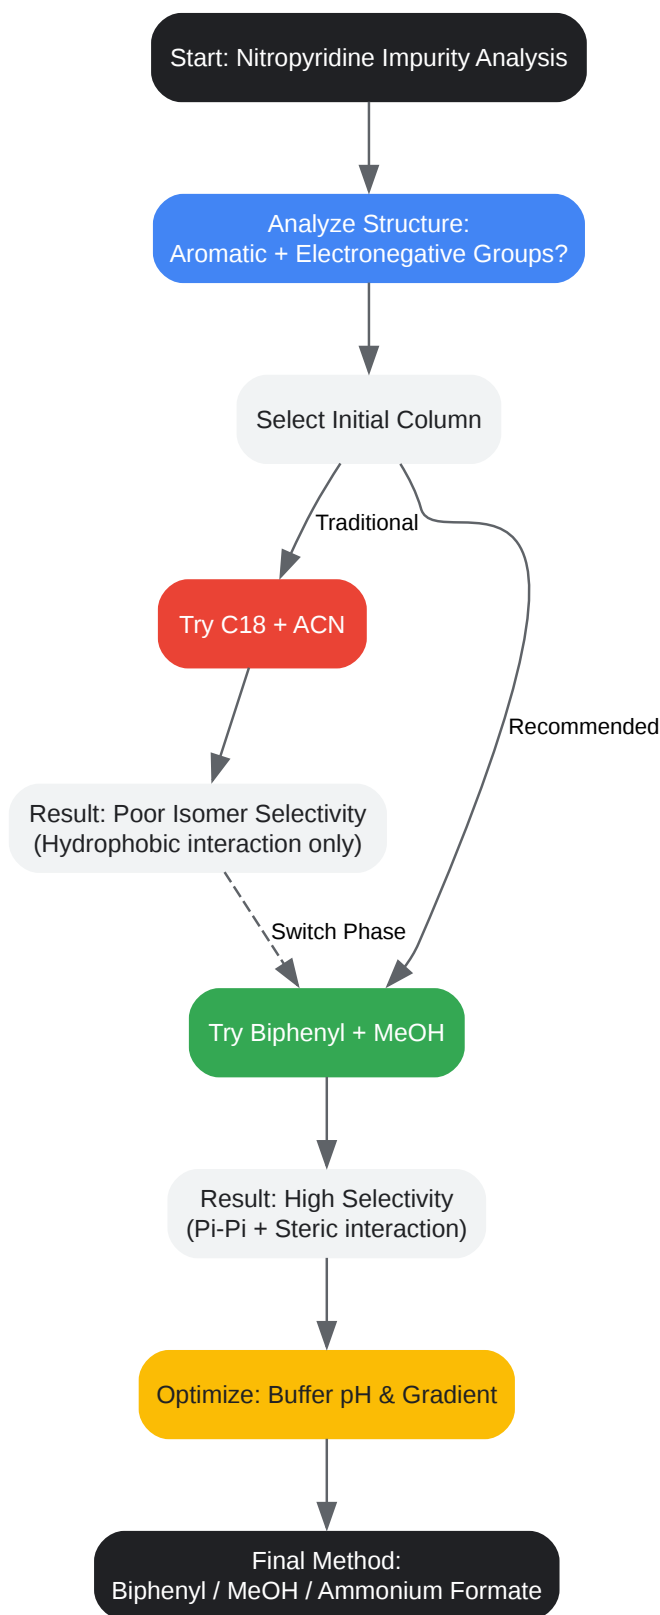 Start: Nitropyridine Impurity Analysis
Analyze Structure:
Aromatic + Electronegative Groups?
Select Initial Column
Traditional
Try C18 + ACN
Recommended
Result: Poor Isomer Selectivity
(Hydrophobic interaction only)
Switch Phase
Try Biphenyl + MeOH
Result: High Selectivity
(Pi-Pi + Steric interaction)
Optimize: Buffer pH & Gradient
Final Method:
Biphenyl / MeOH / Ammonium Formate